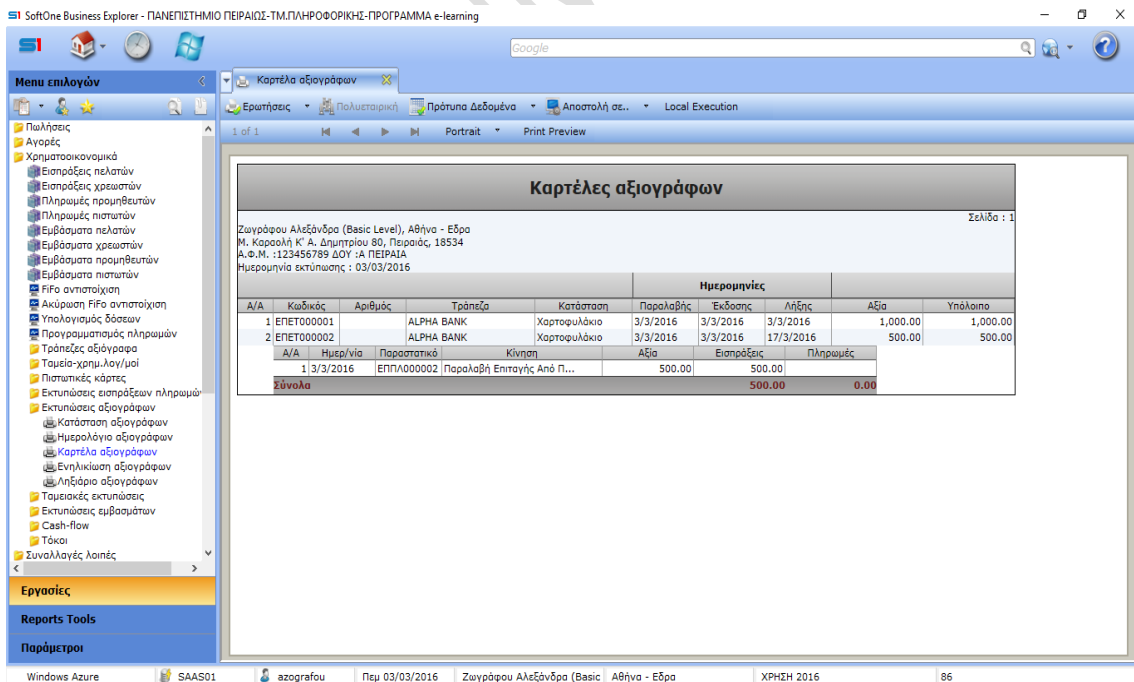 S1 SoftOne Business Explorer - ΠΑΝΕΠΙΣΤΗΜΙΟ ΠΕΙΡΑΙΩΣ-ΤΜ.ΠΛΗΡΟΦΟΡΙΚΗΣ-ΠΡΟΓΡΑΜΜΑ e-learning
S1 Google
Menu επιλογών
Καρτέλα αξιογράφων
Ερωτήσεις Πολυεταιρική Πρότυπα Δεδομένα Αποστολή σε.. Local Execution
1 of 1 Portrait Print Preview
Πωλήσεις
Αγορές
Χρηματοοικονομικά
Εισπράξεις πελατών
Εισπράξεις χρεωστών
Πληρωμές προμηθευτών
Πληρωμές πιστωτών
Εμβάσματα πελατών
Εμβάσματα χρεωστών
Εμβάσματα προμηθευτών
Εμβάσματα πιστωτών
FiFo αντιστοίχιση
Ακύρωση FiFo αντιστοίχιση
Υπολογισμός δόσεων
Προγραμματισμός πληρωμών
Τράπεζες αξιόγραφα
Ταμεία-χρημ.λογ/μοί
Πιστωτικές κάρτες
Εκτυπώσεις εισπράξεων πληρωμώ
Εκτυπώσεις αξιογράφων
Κατάσταση αξιογράφων
Ημερολόγιο αξιογράφων
Καρτέλα αξιογράφων
Ενηλικίωση αξιογράφων
Ληξιάριο αξιογράφων
Ταμειακές εκτυπώσεις
Εκτυπώσεις εμβασμάτων
Cash-flow
Τόκοι
Συναλλαγές λοιπές
Εργασίες
Reports Tools
Παράμετροι
Καρτέλες αξιογράφων
Σελίδα : 1
Ζωγράφου Αλεξάνδρα (Basic Level), Αθήνα - Εδρα
Μ. Καραολή Κ' Α. Δημητρίου 80, Πειραιάς, 18534
Α.Φ.Μ. :123456789 ΔΟΥ :Α ΠΕΙΡΑΙΑ
Ημερομηνία εκτύπωσης : 03/03/2016
Ημερομηνίες
Α/Α Κωδικός Αριθμός Τράπεζα Κατάσταση Παραλαβής Έκδοσης Λήξης Αξία Υπόλοιπο
1 ΕΠΕΤ000001 ALPHA BANK Χαρτοφυλάκιο 3/3/2016 3/3/2016 3/3/2016 1,000.00 1,000.00
2 ΕΠΕΤ000002 ALPHA BANK Χαρτοφυλάκιο 3/3/2016 3/3/2016 17/3/2016 500.00 500.00
Α/Α Ημερ/νία Παραστατικό Κίνηση Αξία Εισπράξεις Πληρωμές
1 3/3/2016 ΕΠΠΛ000002 Παραλαβή Επιταγής Από Π... 500.00 500.00
Σύνολα 500.00 0.00
Windows Azure SAAS01 azografou Πεμ 03/03/2016 Ζωγράφου Αλεξάνδρα (Basic Αθήνα - Εδρα ΧΡΗΣΗ 2016 86